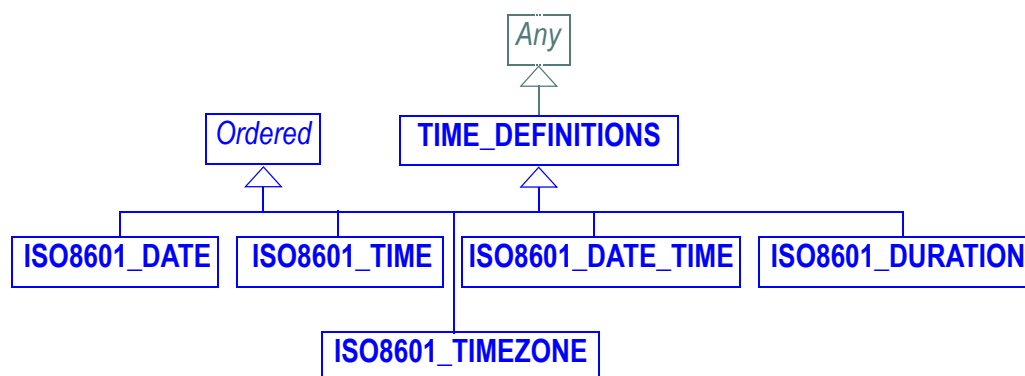 Any
Ordered
TIME_DEFINITIONS
ISO8601_DATE
ISO8601_TIME
ISO8601_DATE_TIME
ISO8601_DURATION
ISO8601_TIMEZONE